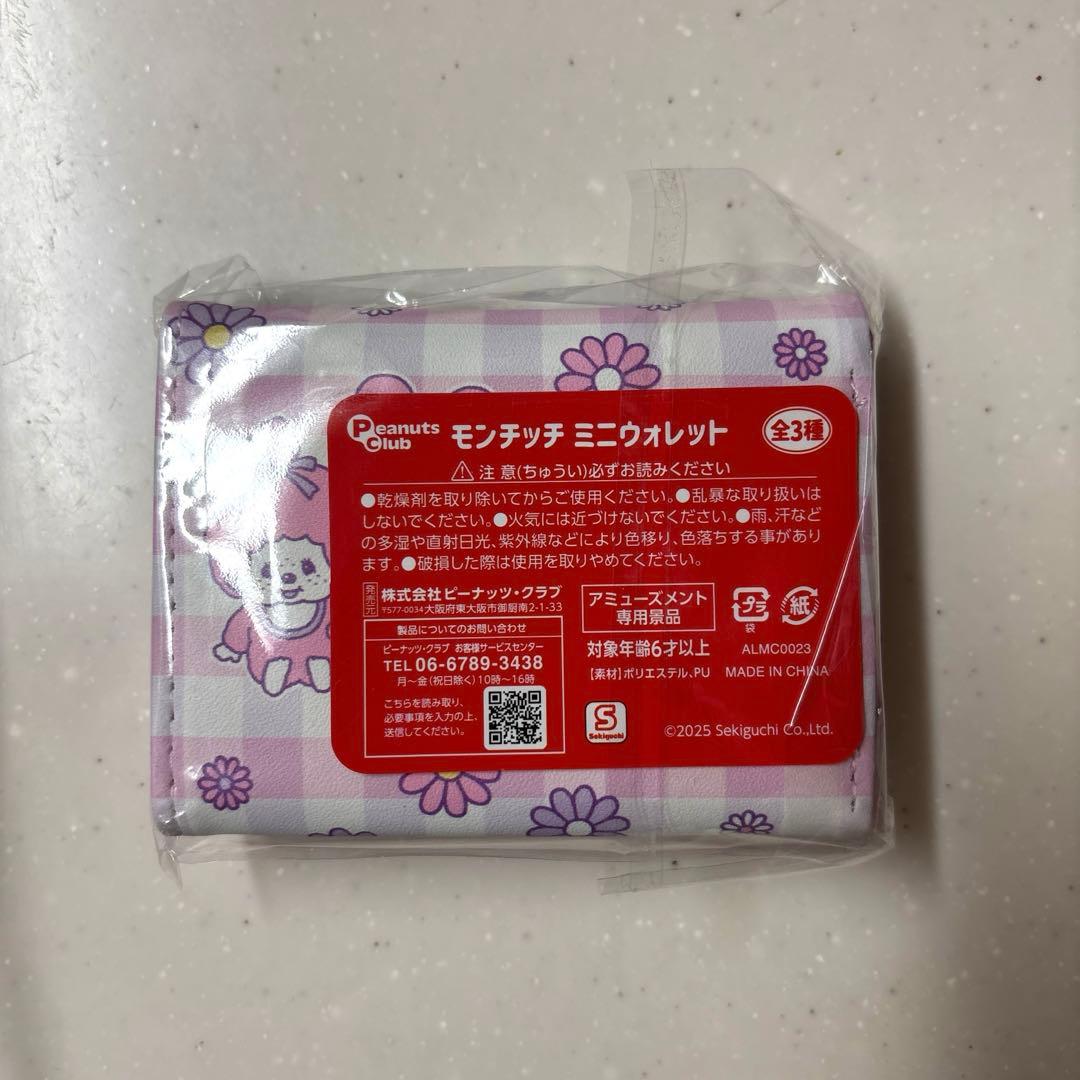 Peanuts Club
モンチッチ ミニウォレット
全3種
⚠注意(ちゅうい)必ずお読みください
●乾燥剤を取り除いてからご使用ください。●乱暴な取り扱いは
しないでください。●火気には近づけないでください。●雨、汗など
の多湿や直射日光、紫外線などにより色移り、色落ちする事があり
ます。●破損した際は使用を取りやめてください。
発売元
株式会社ピーナッツ・クラブ
〒577-0034大阪府東大阪市御厨南2-1-33
製品についてのお問い合わせ
ピーナッツ・クラブ お客様サービスセンター
TEL 06-6789-3438
月〜金(祝日除く)10時〜16時
こちらを読み取り、
必要事項を入力の上、
送信してください。
アミューズメント
専用景品
対象年齢6才以上
【素材】ポリエステル、PU
プラ
袋
紙
ALMC0023
MADE IN CHINA
S
Sekiguchi
©2025 Sekiguchi Co.,Ltd.